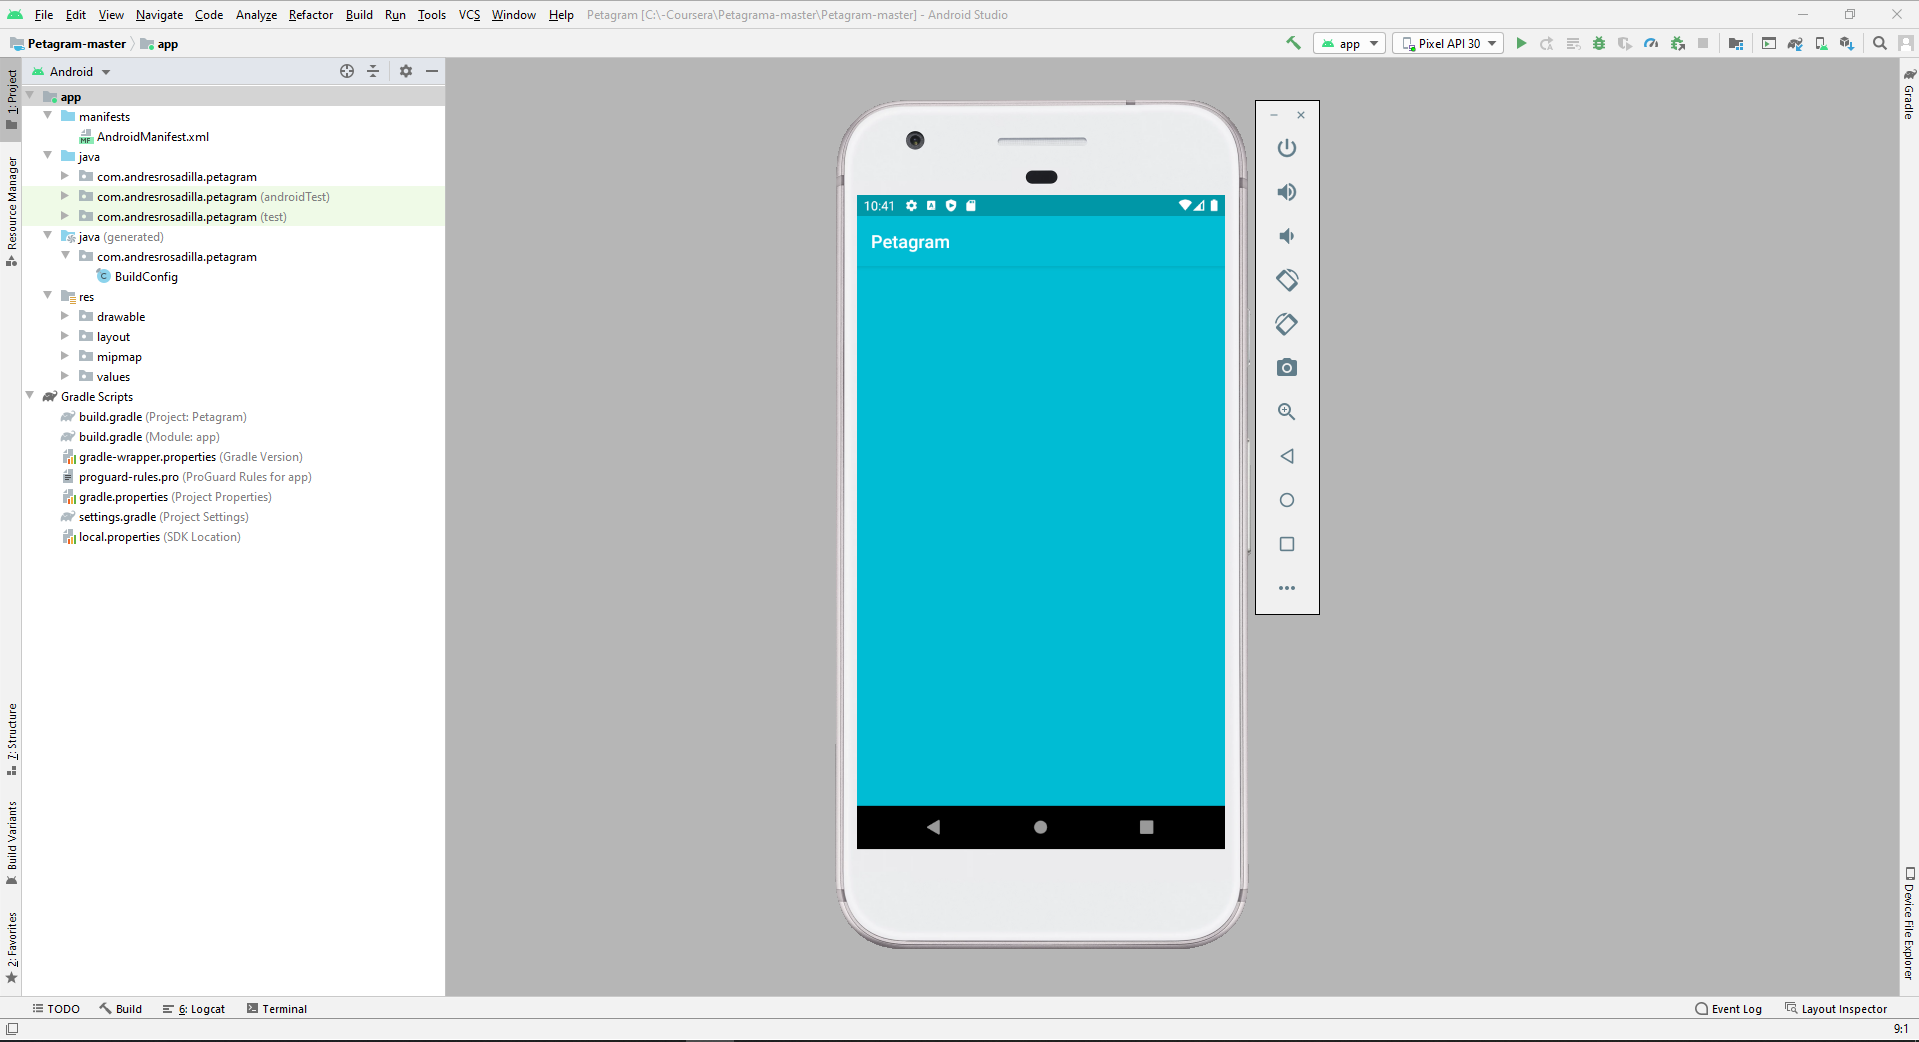 File Edit View Navigate Code Analyze Refactor Build Run Tools VCS Window Help Petagram [C:\-Coursera\Petagrama-master\Petagram-master] - Android Studio
Petagram-master app
app Pixel API 30
1: Project
Resource Manager
7: Structure
Build Variants
2: Favorites
Android
app
manifests
AndroidManifest.xml
java
com.andresrosadilla.petagram
com.andresrosadilla.petagram (androidTest)
com.andresrosadilla.petagram (test)
java (generated)
com.andresrosadilla.petagram
BuildConfig
res
drawable
layout
mipmap
values
Gradle Scripts
build.gradle (Project: Petagram)
build.gradle (Module: app)
gradle-wrapper.properties (Gradle Version)
proguard-rules.pro (ProGuard Rules for app)
gradle.properties (Project Properties)
settings.gradle (Project Settings)
local.properties (SDK Location)
10:41
Petagram
Gradle
Device File Explorer
TODO Build 6: Logcat Terminal
Event Log Layout Inspector
9:1